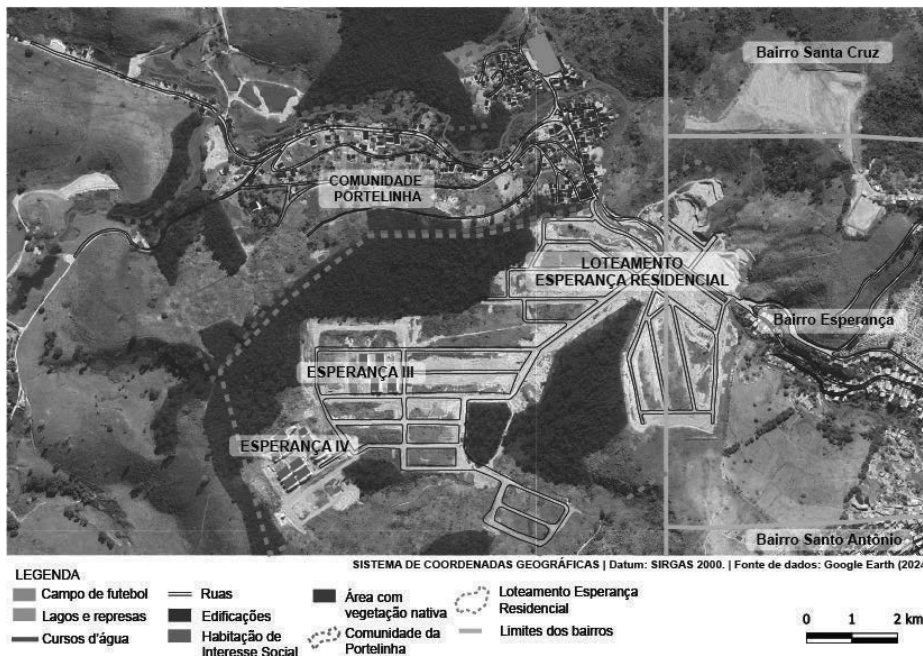 Bairro Santa Cruz
COMUNIDADE
PORTELINHA
LOTEAMENTO
ESPERANÇA RESIDENCIAL
Bairro Esperança
ESPERANÇA III
ESPERANÇA IV
Bairro Santo Antônio
SISTEMA DE COORDENADAS GEOGRÁFICAS | Datum: SIRGAS 2000. | Fonte de dados: Google Earth (2024
LEGENDA
Campo de futebol
Lagos e represas
Cursos d'água
Ruas
Edificações
Habitação de
Interesse Social
Área com
vegetação nativa
Comunidade da
Portelinha
Loteamento Esperança
Residencial
Limites dos bairros
0 1 2 km